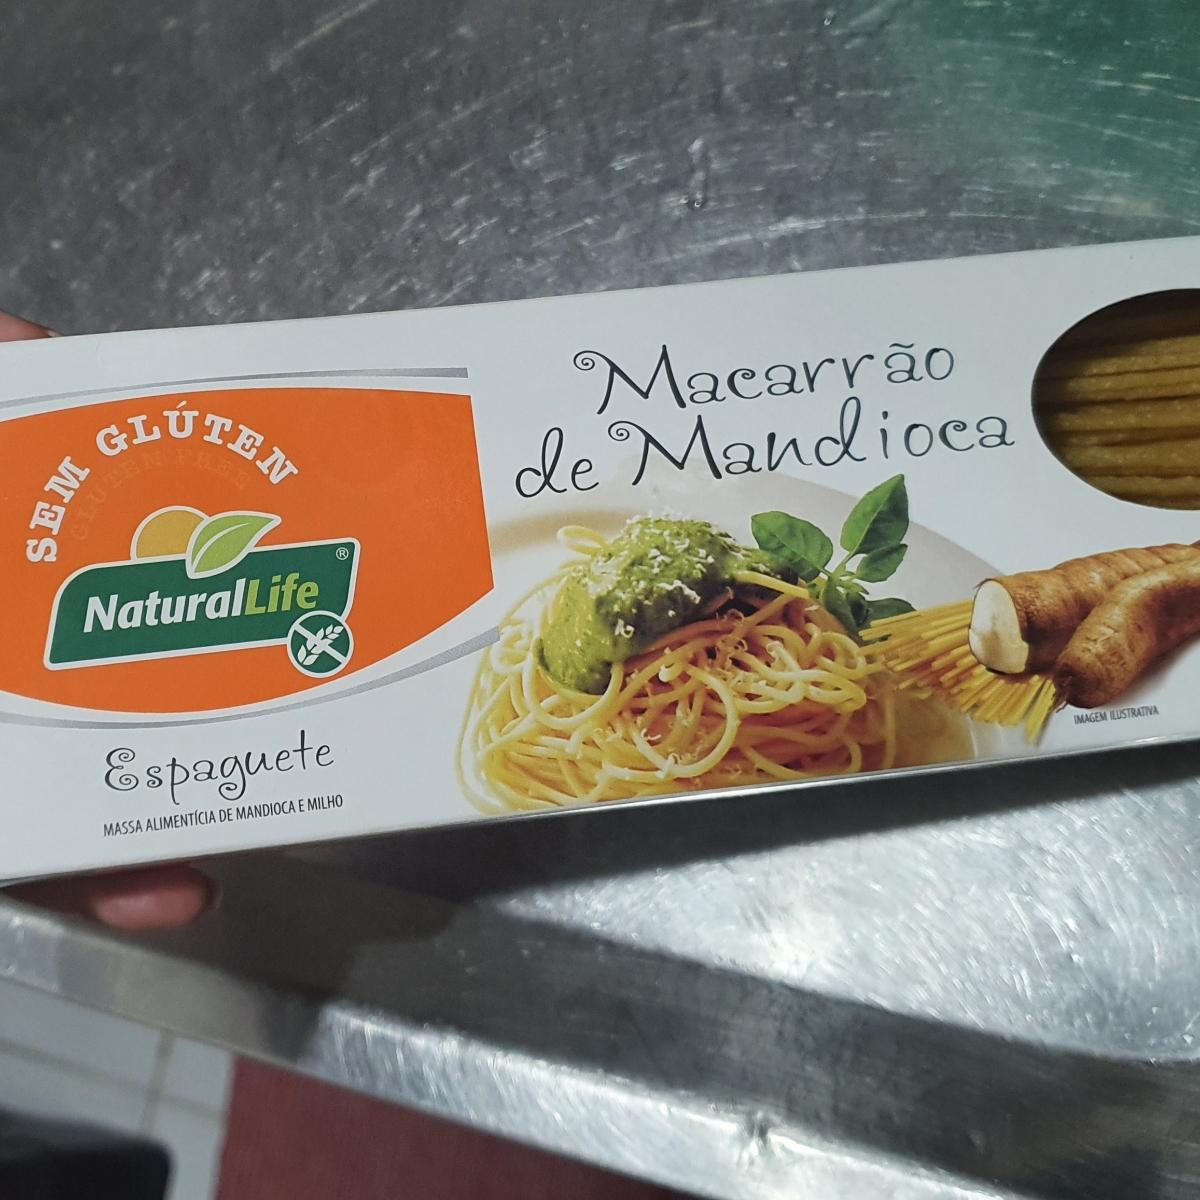 SEM GLÚTEN
GLUTEN FREE
NaturalLife®
Espaguete
MASSA ALIMENTÍCIA DE MANDIOCA E MILHO
Macarrão
de Mandioca
IMAGEM ILUSTRATIVA